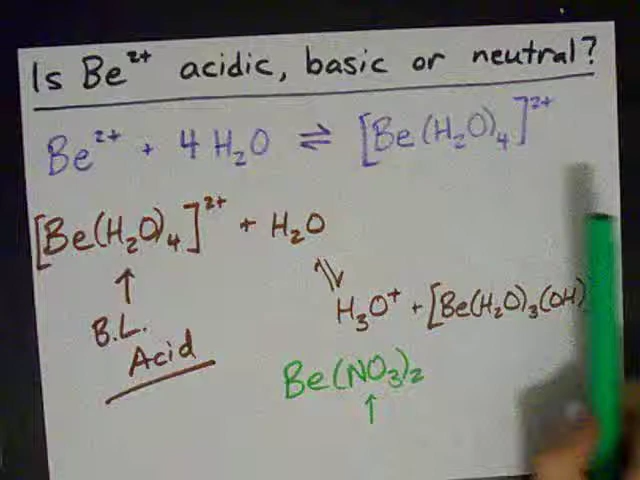 Is Be²⁺ acidic, basic or neutral?
Be²⁺ + 4 H₂O ⇌ [Be(H₂O)₄]²⁺
[Be(H₂O)₄]²⁺ + H₂O
⇌
H₃O⁺ + [Be(H₂O)₃(OH)
↑
B.L.
Acid
Be(NO₃)₂
↑